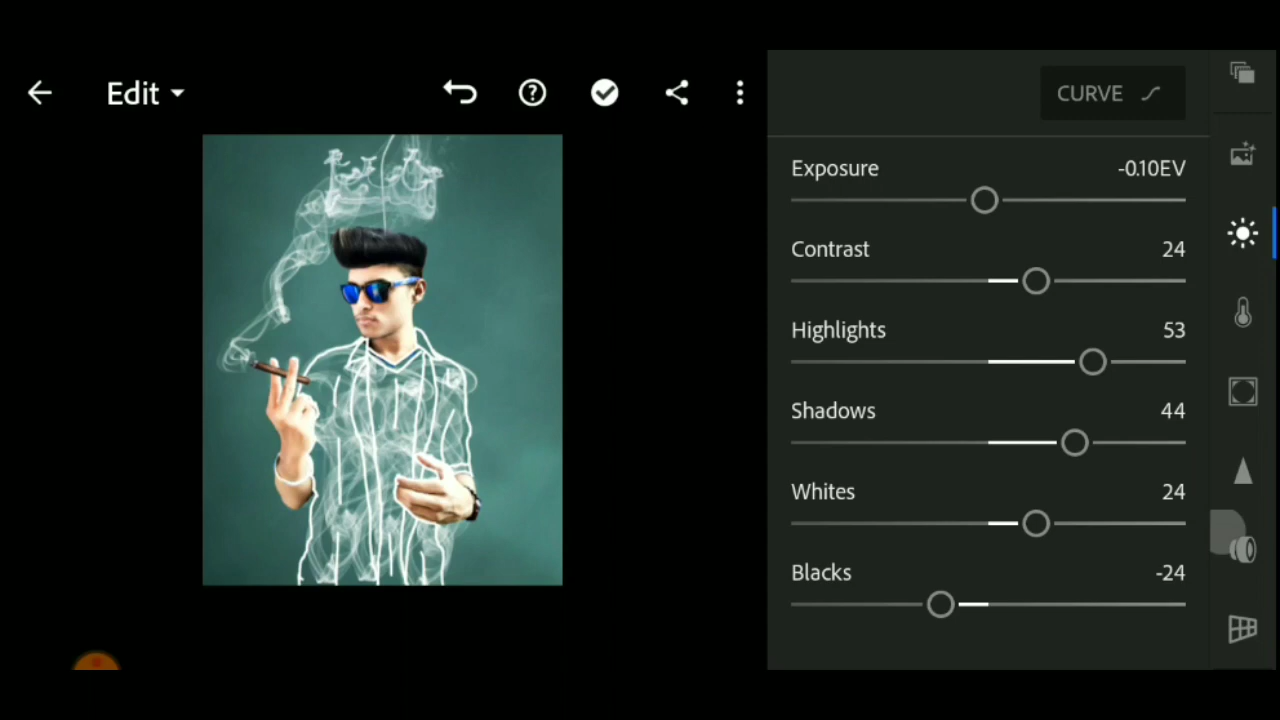 Edit
CURVE
Exposure -0.10EV
Contrast 24
Highlights 53
Shadows 44
Whites 24
Blacks -24